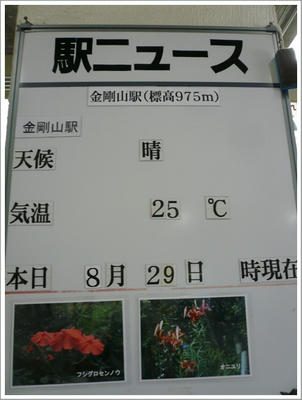 駅ニュース
金剛山駅(標高975m)
金剛山駅
天候 晴
気温 25 ℃
本日 8月 29日 時現在
フシグロセンノウ
オニユリ